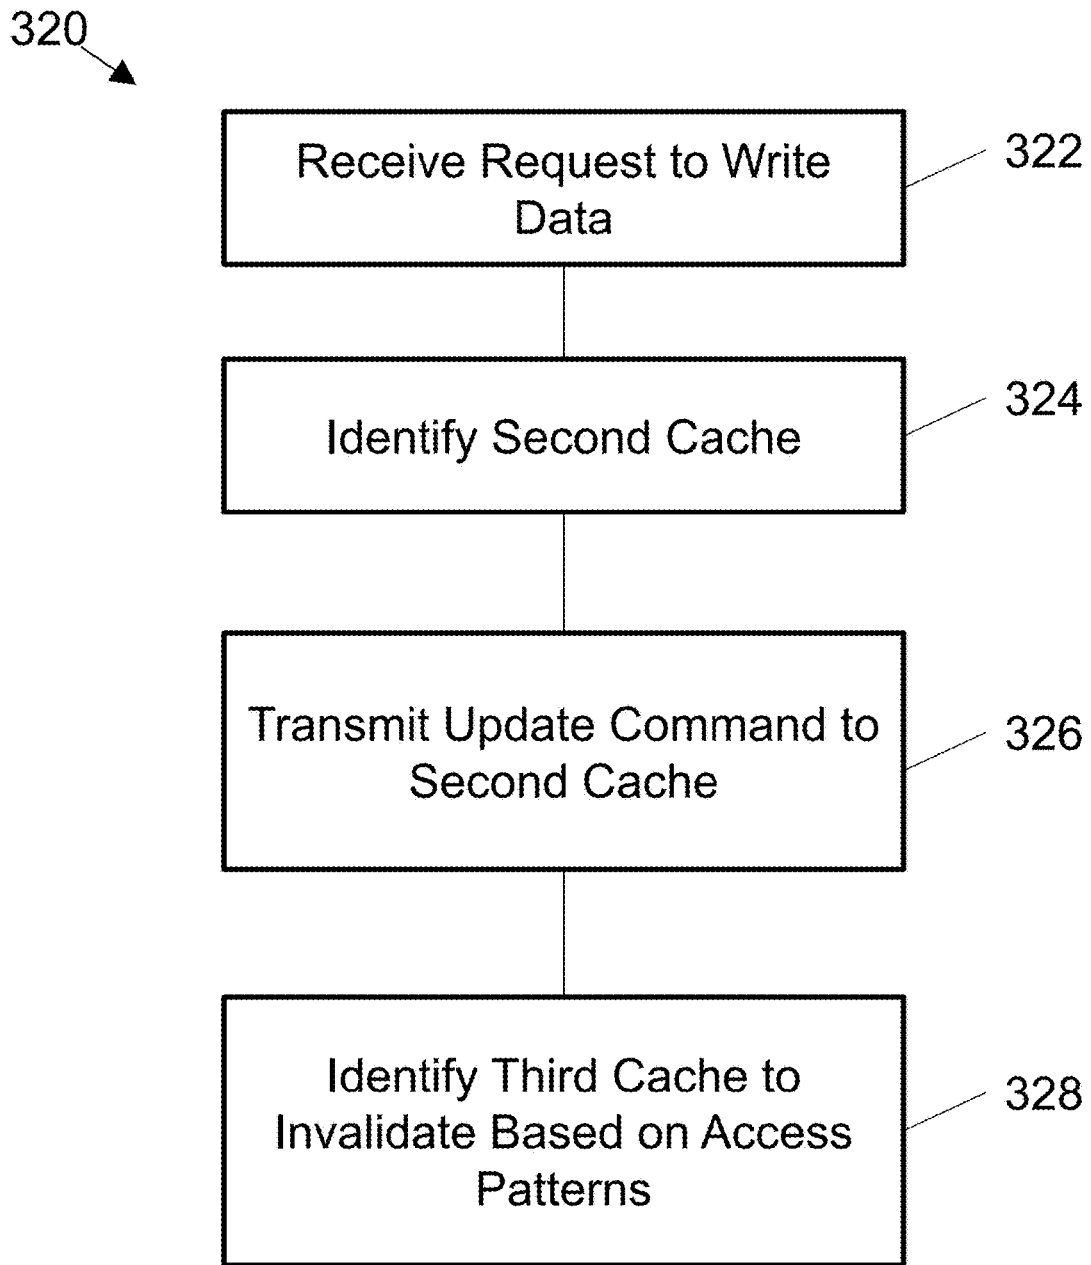 320
Receive Request to Write
Data
322
Identify Second Cache
324
Transmit Update Command to
Second Cache
326
Identify Third Cache to
Invalidate Based on Access
Patterns
328